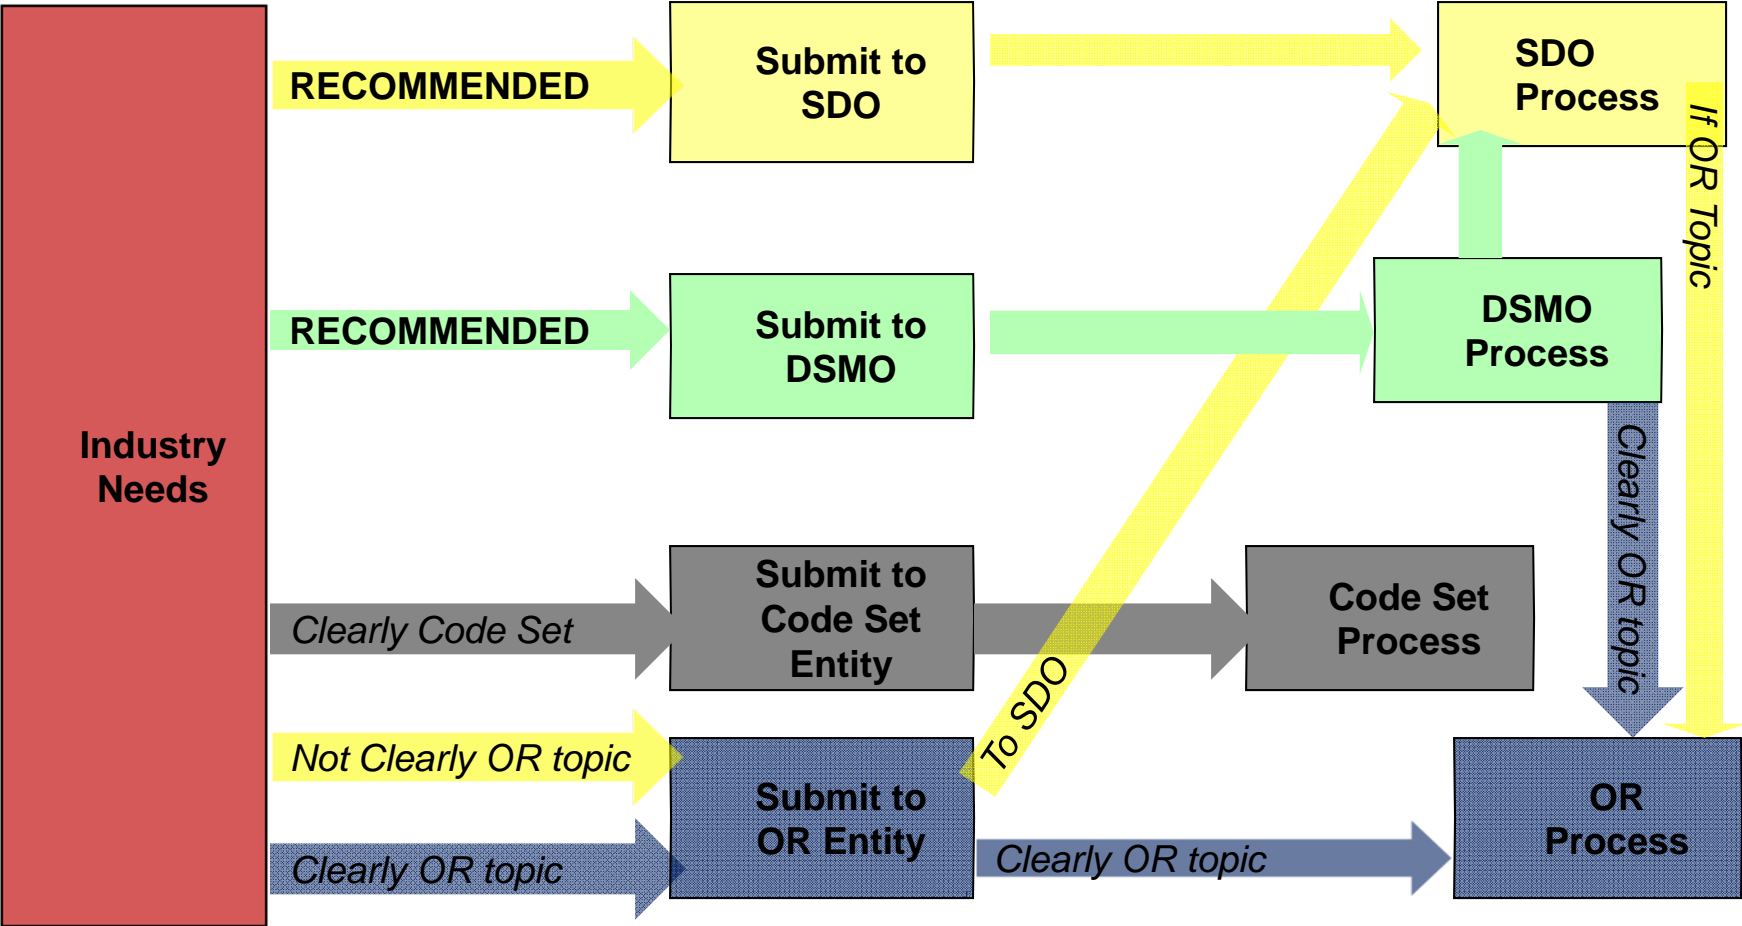 Industry
Needs
RECOMMENDED
Submit to
SDO
SDO
Process
If OR Topic
RECOMMENDED
Submit to
DSMO
DSMO
Process
Clearly OR topic
Clearly Code Set
Submit to
Code Set
Entity
Code Set
Process
To SDO
Not Clearly OR topic
Clearly OR topic
Submit to
OR Entity
Clearly OR topic
OR
Process